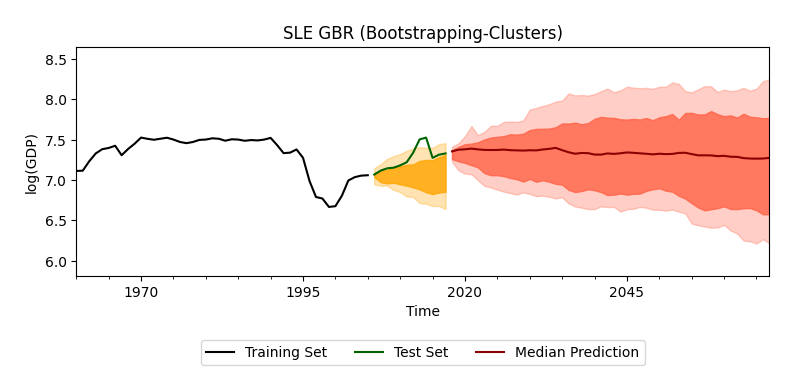 SLE GBR (Bootstrapping-Clusters)
log(GDP)
8.5
8.0
7.5
7.0
6.5
6.0
1970 1995 2020 2045
Time
Training Set Test Set Median Prediction